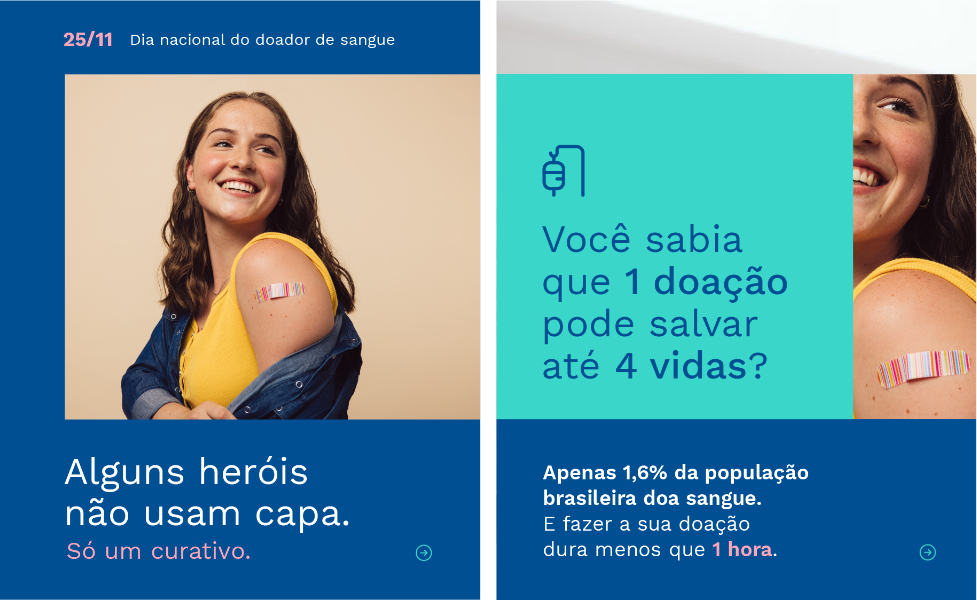 25/11 Dia nacional do doador de sangue
Alguns heróis
não usam capa.
Só um curativo.
Você sabia
que 1 doação
pode salvar
até 4 vidas?
Apenas 1,6% da população
brasileira doa sangue.
E fazer a sua doação
dura menos que 1 hora.